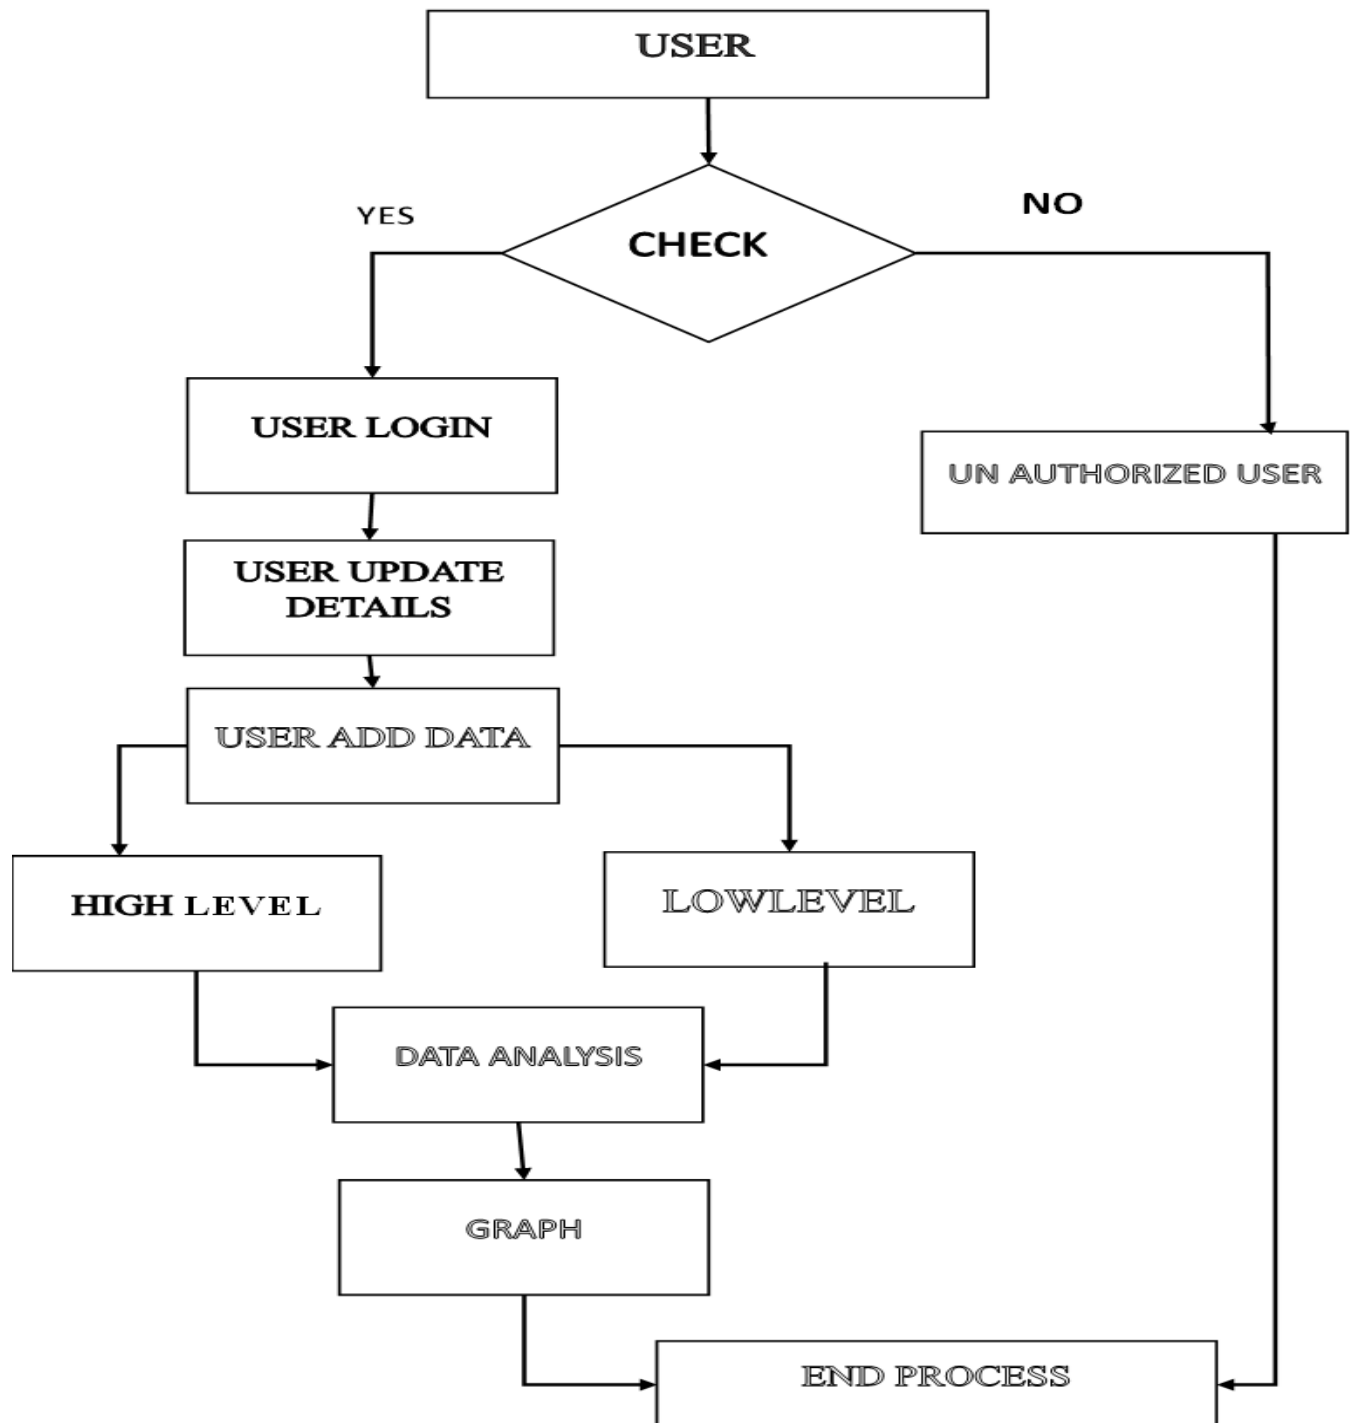 USER
YES
NO
CHECK
USER LOGIN
UN AUTHORIZED USER
USER UPDATE
DETAILS
USER ADD DATA
HIGH LEVEL
LOWLEVEL
DATA ANALYSIS
GRAPH
END PROCESS